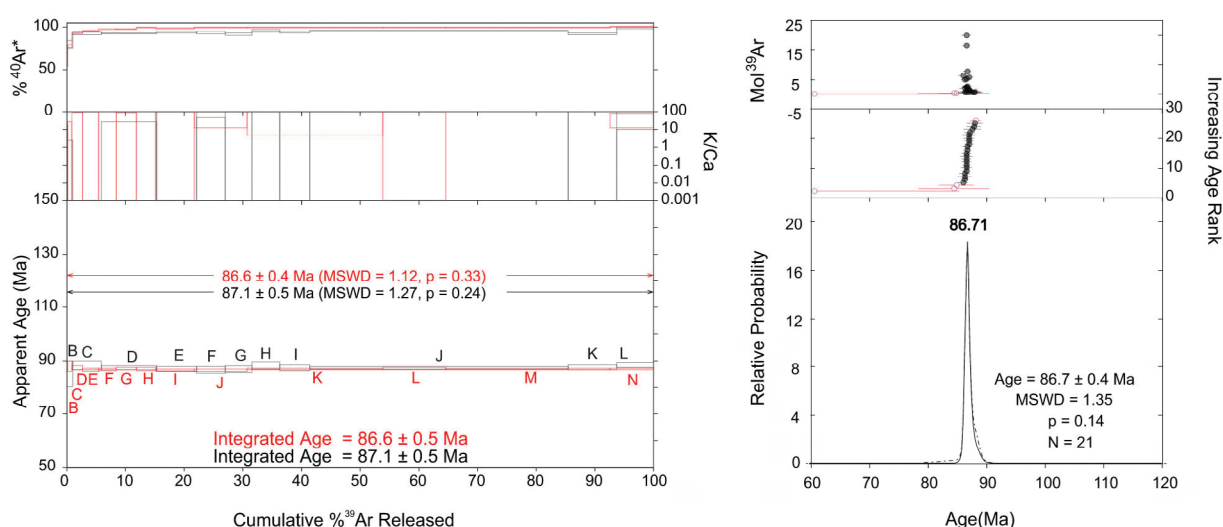 100
50
0
%⁴⁰Ar*
100
10
1
0.1
0.01
0.001
K/Ca
150
130
110
90
70
50
Apparent Age (Ma)
86.6 ± 0.4 Ma (MSWD = 1.12, p = 0.33)
87.1 ± 0.5 Ma (MSWD = 1.27, p = 0.24)
B C D E F G H I J K L
B C D E F G H I J K L M N
Integrated Age = 86.6 ± 0.5 Ma
Integrated Age = 87.1 ± 0.5 Ma
0 10 20 30 40 50 60 70 80 90 100
Cumulative %³⁹Ar Released
25
15
5
-5
Mol³⁹Ar
30
20
10
0
Increasing Age Rank
20
16
12
8
4
0
Relative Probability
86.71
Age = 86.7 ± 0.4 Ma
MSWD = 1.35
p = 0.14
N = 21
60 70 80 90 100 110 120
Age(Ma)